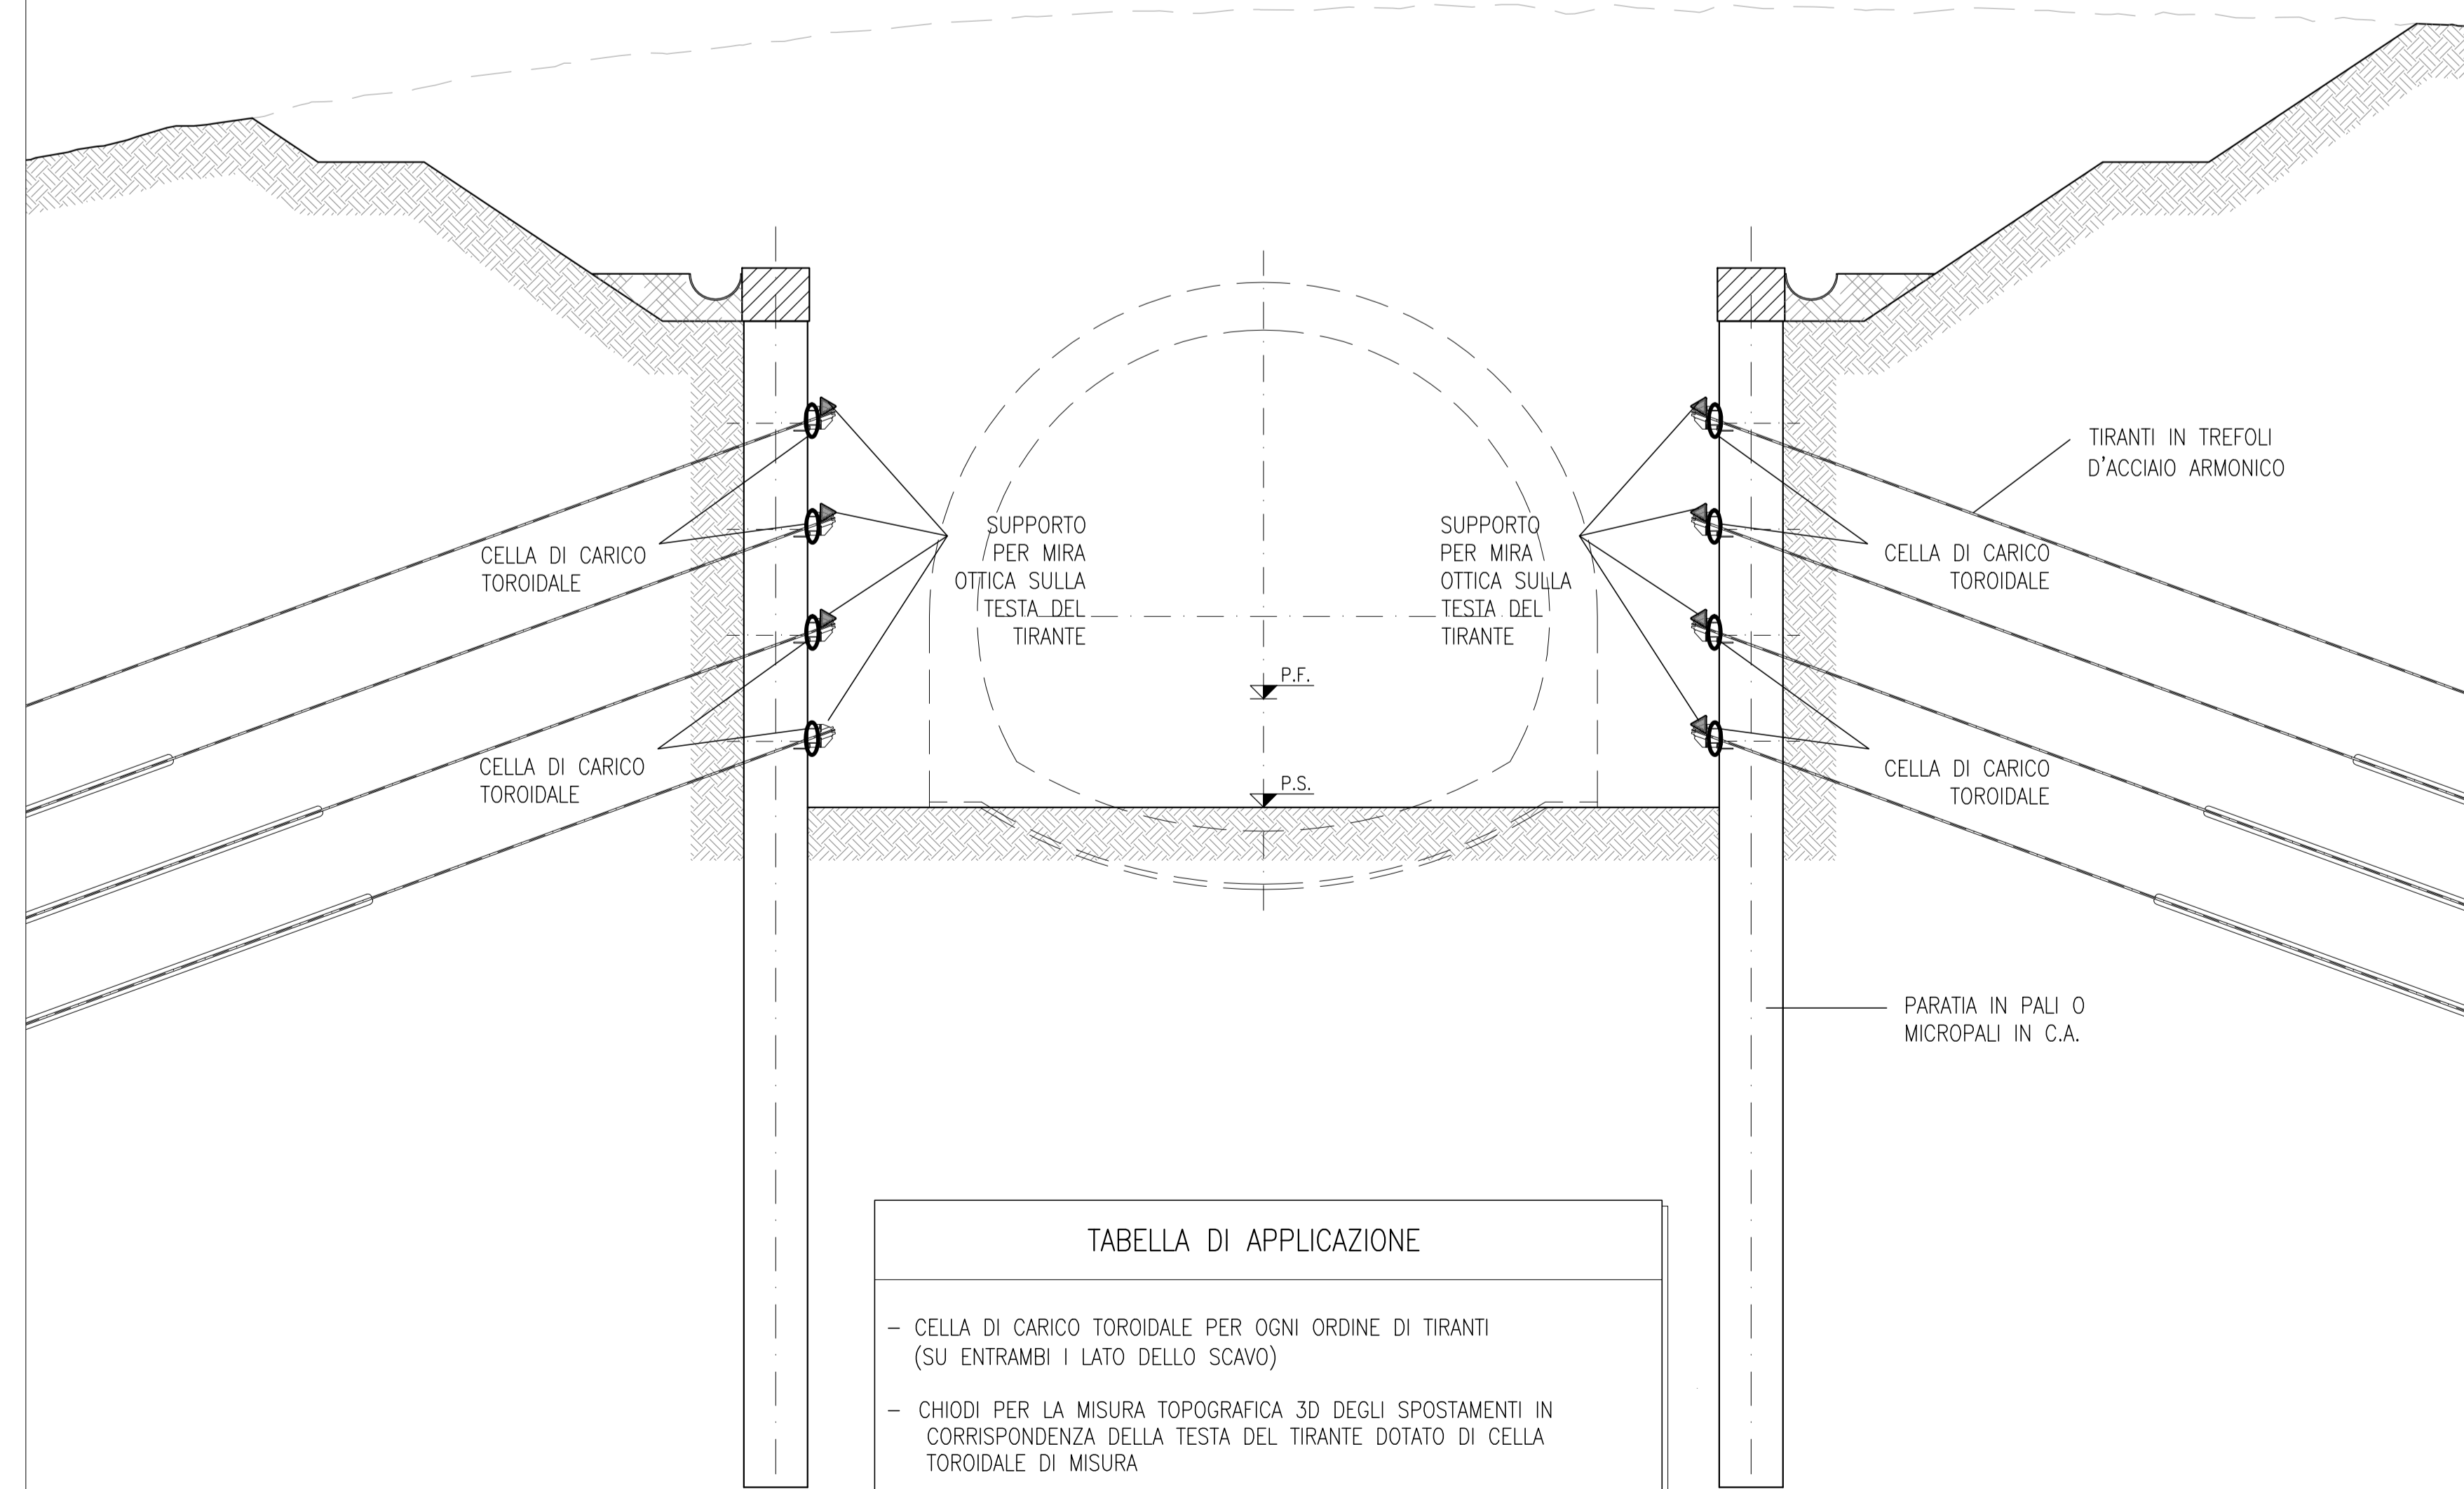 TIRANTI IN TREFOLI
D'ACCIAIO ARMONICO
CELLA DI CARICO
TOROIDALE
SUPPORTO
PER MIRA
OTTICA SULLA
TESTA DEL
TIRANTE
SUPPORTO
PER MIRA
OTTICA SULLA
TESTA DEL
TIRANTE
CELLA DI CARICO
TOROIDALE
P.F.
CELLA DI CARICO
TOROIDALE
P.S.
CELLA DI CARICO
TOROIDALE
PARATIA IN PALI O
MICROPALI IN C.A.
TABELLA DI APPLICAZIONE
– CELLA DI CARICO TOROIDALE PER OGNI ORDINE DI TIRANTI
(SU ENTRAMBI I LATO DELLO SCAVO)
– CHIODI PER LA MISURA TOPOGRAFICA 3D DEGLI SPOSTAMENTI IN
CORRISPONDENZA DELLA TESTA DEL TIRANTE DOTATO DI CELLA
TOROIDALE DI MISURA